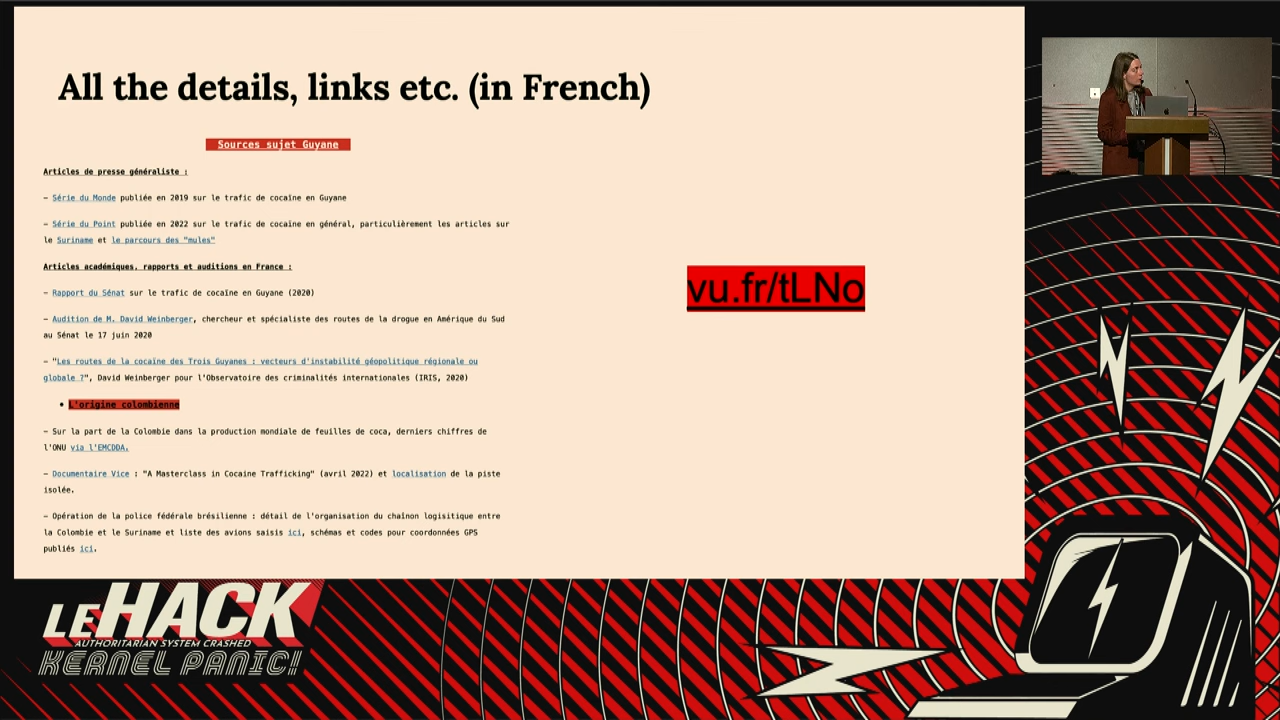 All the details, links etc. (in French)
Sources sujet Guyane
Articles de presse généraliste :
– Série du Monde publiée en 2019 sur le trafic de cocaïne en Guyane
– Série du Point publiée en 2022 sur le trafic de cocaïne en général, particulièrement les articles sur
le Suriname et le parcours des "mules"
Articles académiques, rapports et auditions en France :
– Rapport du Sénat sur le trafic de cocaïne en Guyane (2020)
– Audition de M. David Weinberger, chercheur et spécialiste des routes de la drogue en Amérique du Sud
au Sénat le 17 juin 2020
– "Les routes de la cocaïne des Trois Guyanes : vecteurs d'instabilité géopolitique régionale ou
globale ?", David Weinberger pour l'Observatoire des criminalités internationales (IRIS, 2020)
• L'origine colombienne
– Sur la part de la Colombie dans la production mondiale de feuilles de coca, derniers chiffres de
l'ONU via l'EMCDDA.
– Documentaire Vice : "A Masterclass in Cocaine Trafficking" (avril 2022) et localisation de la piste
isolée.
– Opération de la police fédérale brésilienne : détail de l'organisation du chaînon logisitique entre
la Colombie et le Suriname et liste des avions saisis ici, schémas et codes pour coordonnées GPS
publiés ici.
vu.fr/tLNo
LEHACK
AUTHORITARIAN SYSTEM CRASHED
KERNEL PANIC!